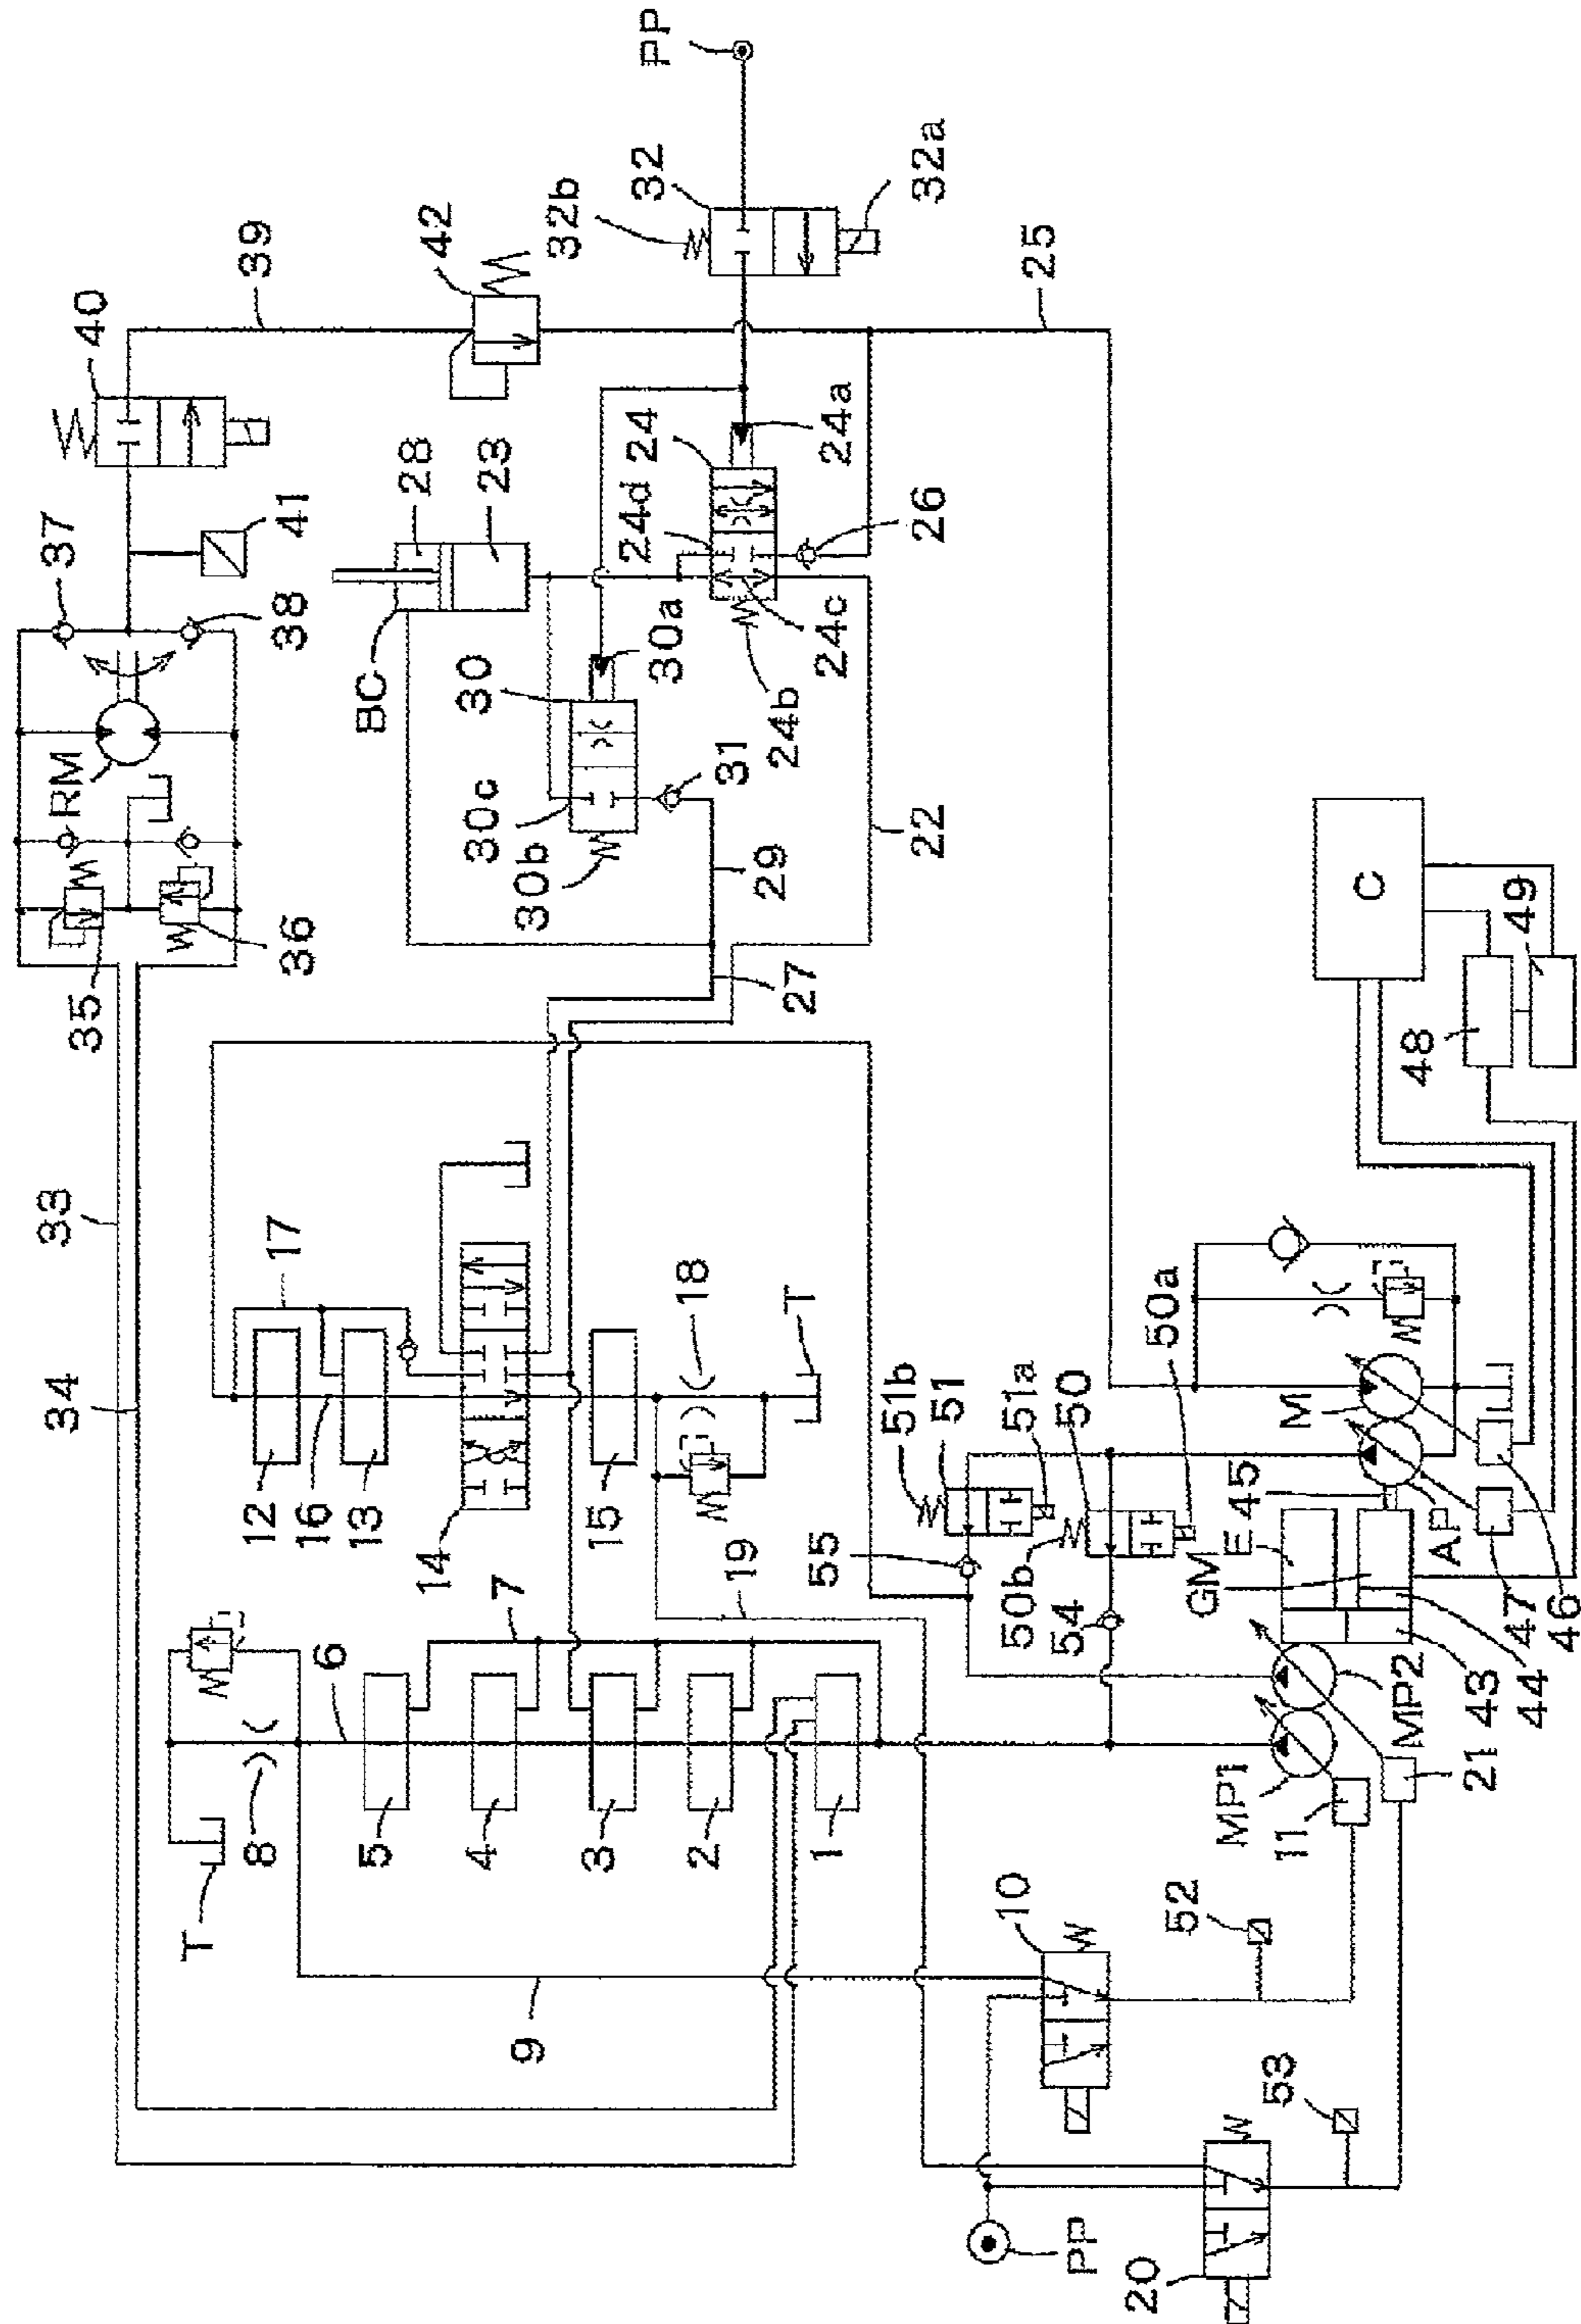 PP
32
32b
32a
42
39
40
25
24a
24
24d
26
28
23
41
37
38
BC
30a
30
24c
24b
31
30c
30b
29
22
RM
36
35
27
C
49
48
33
34
17
18
T
50a
51b
51
51a
50
M
12
16
13
14
15
55
50b
54
19
45
E
GM
AP
47
46
44
43
MP2
21
7
6
8
T
5
4
3
2
1
MP1
11
10
52
9
53
PP
20